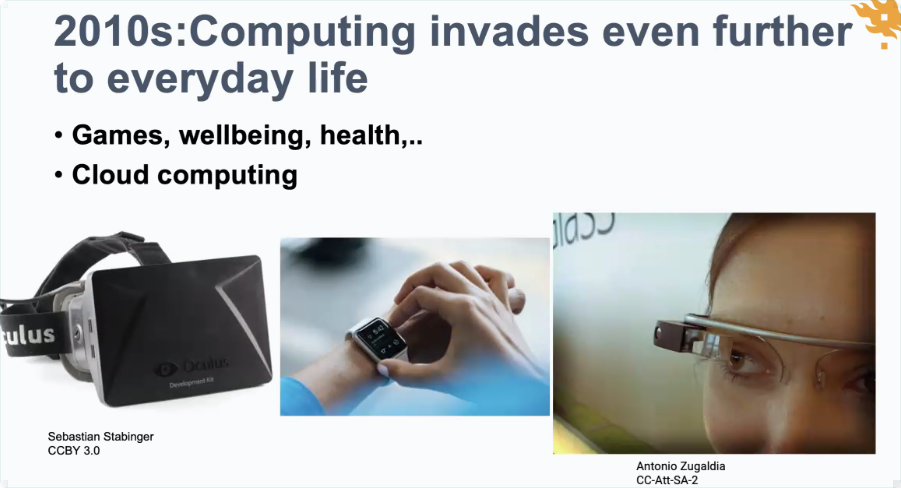 2010s:Computing invades even further
to everyday life
• Games, wellbeing, health,..
• Cloud computing
culus
Oculus
Development Kit
Sebastian Stabinger
CCBY 3.0
Antonio Zugaldia
CC-Att-SA-2